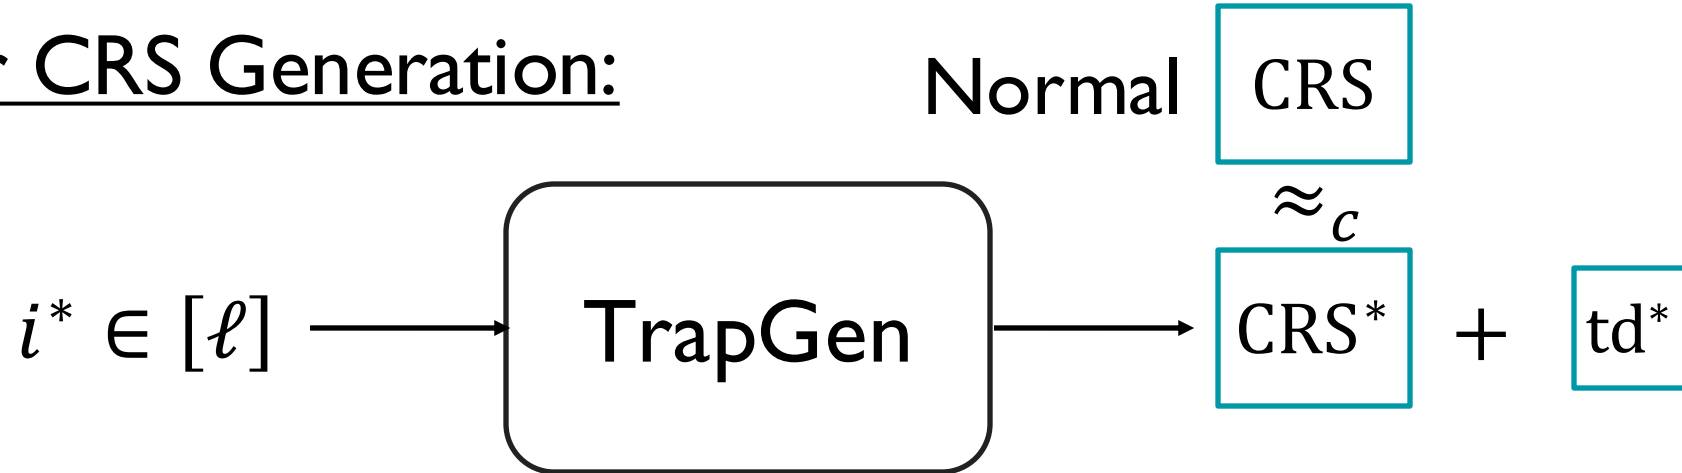 CRS Generation:
Normal CRS
≈c
i* ∈ [ℓ] TrapGen CRS* + td*